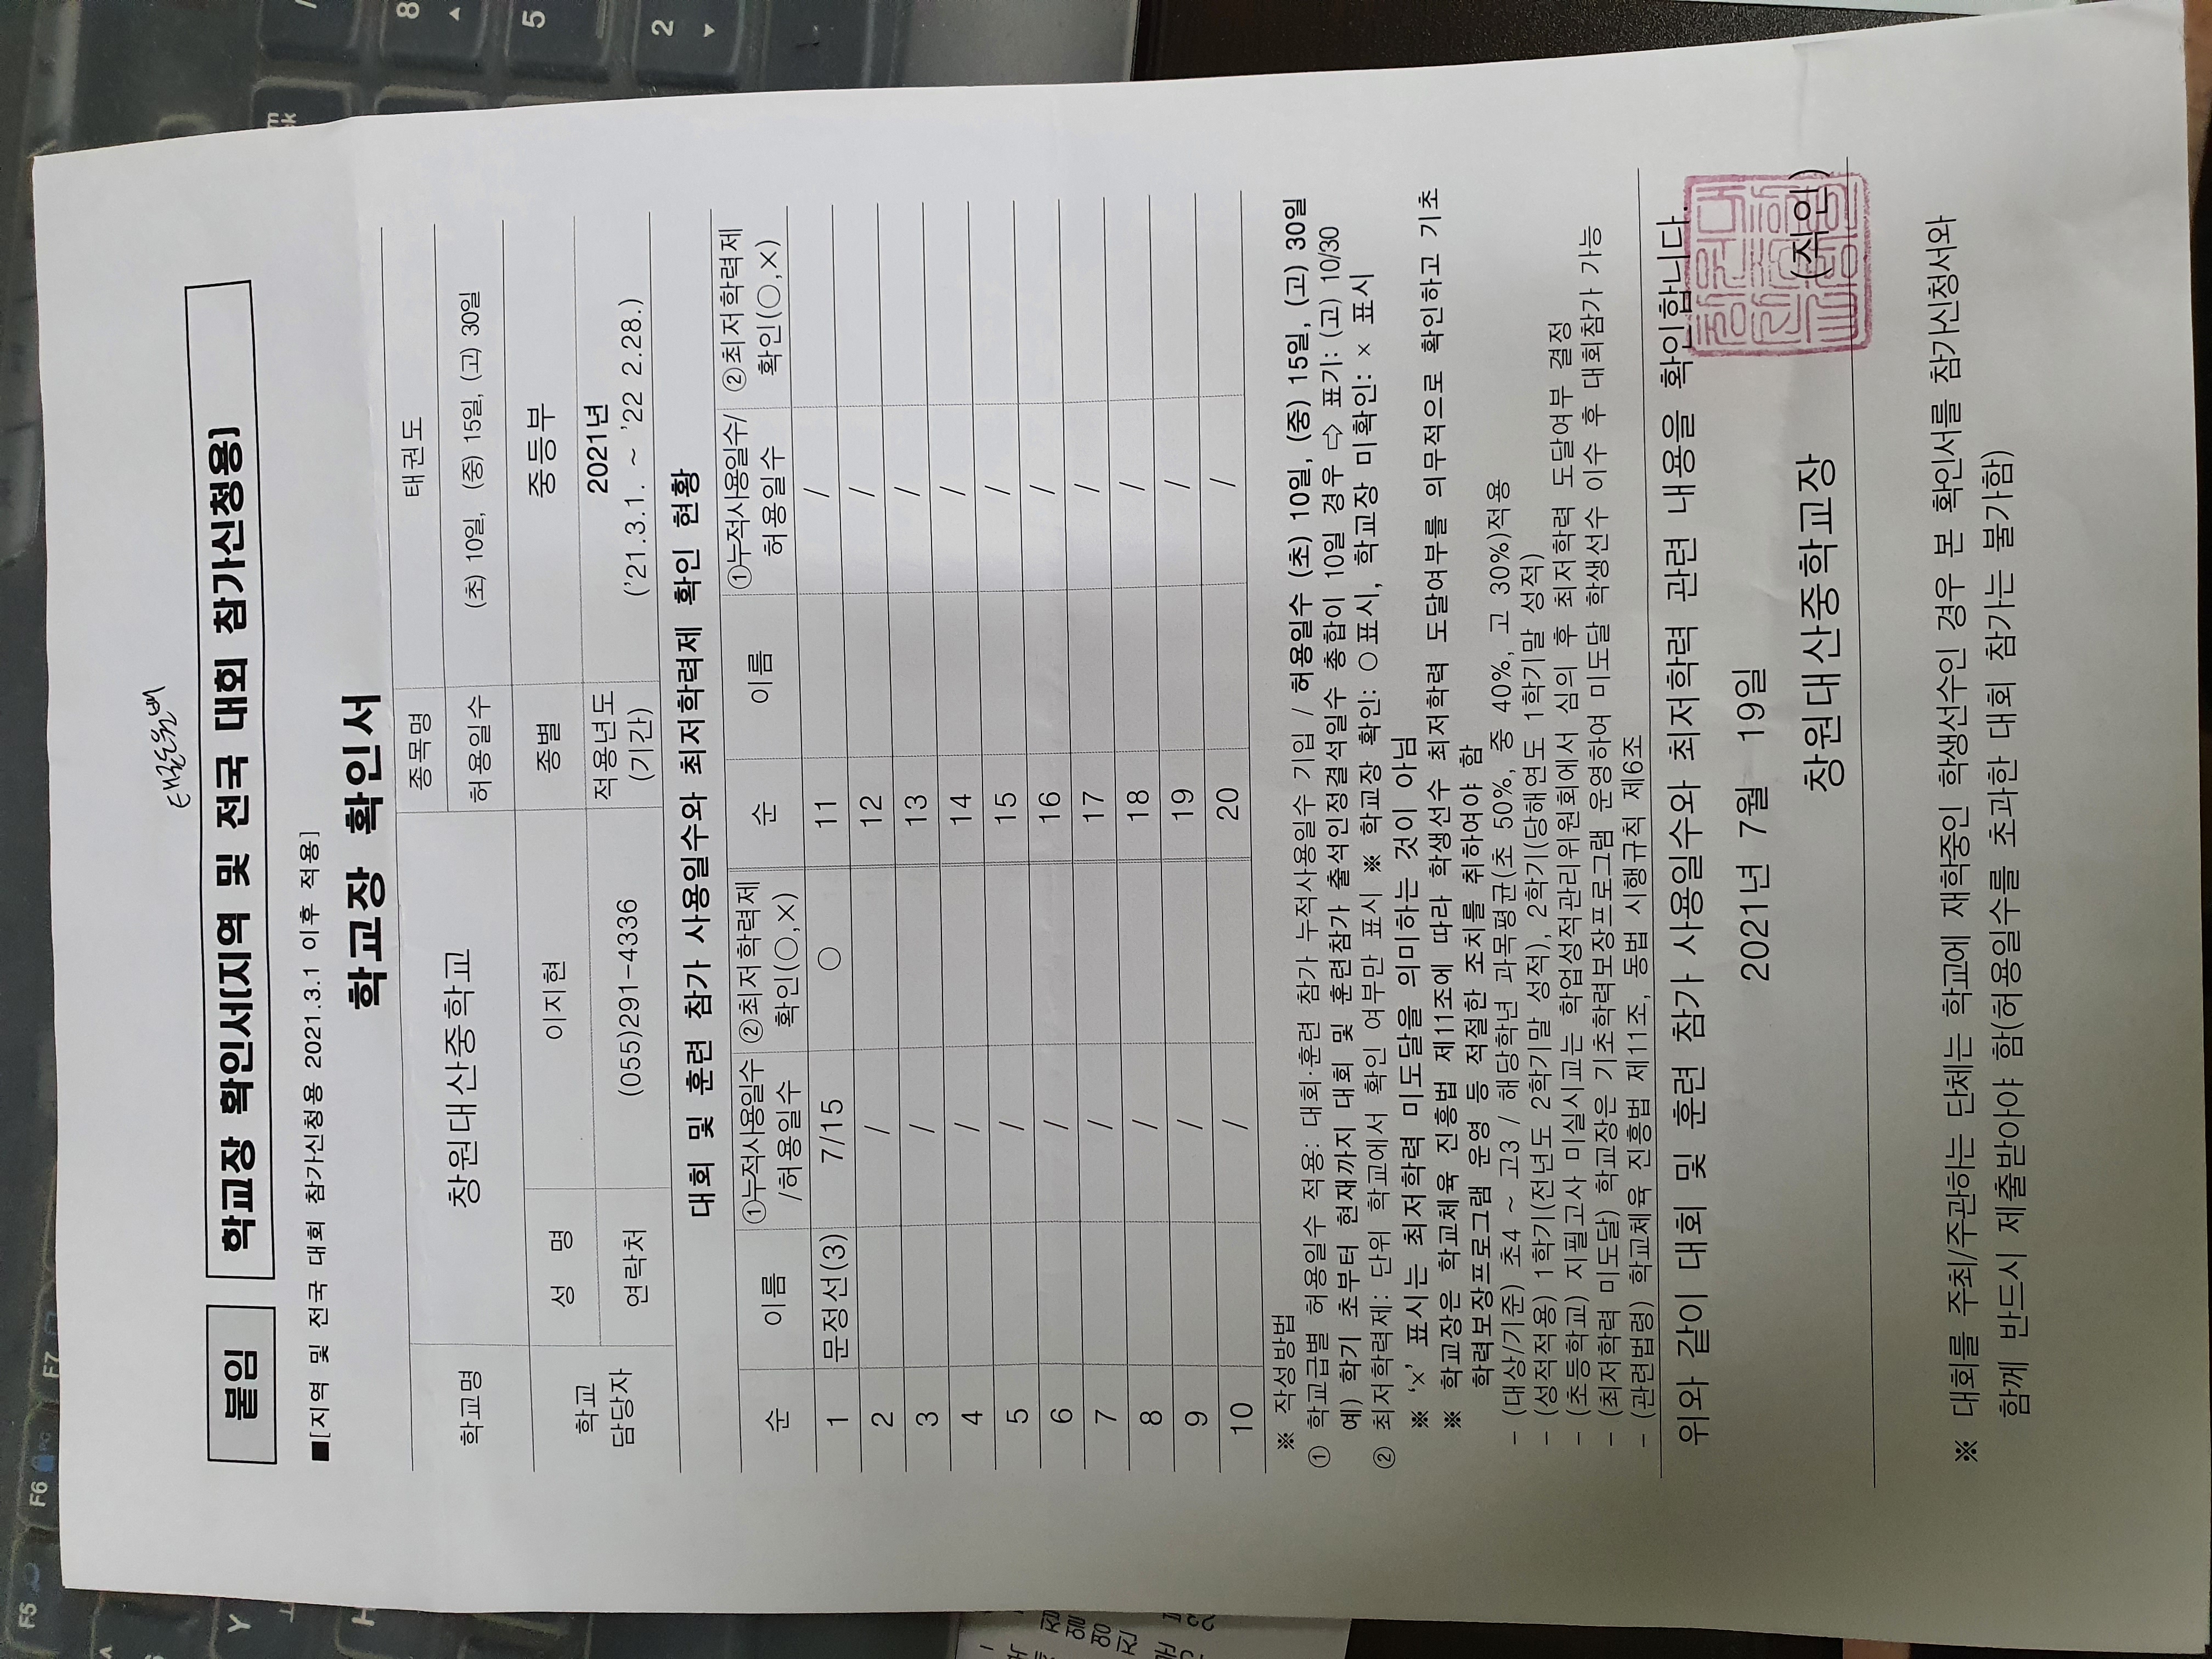 태권도원배
붙임
학교장 확인서(지역 및 전국 대회 참가신청용)
■[지역 및 전국 대회 참가신청용 2021.3.1 이후 적용]
학교장 확인서
학교명 창원대산중학교 종목명 태권도
허용일수 (초) 10일, (중) 15일, (고) 30일
학교 담당자 성 명 이지현 종별 중등부
연락처 (055)291-4336 적용년도 (기간) 2021년 ('21.3.1. ~ '22 2.28.)
대회 및 훈련 참가 사용일수와 최저학력제 확인 현황
순 이름 ①누적사용일수 /허용일수 ②최저학력제 확인(○,×) 순 이름 ①누적사용일수/ 허용일수 ②최저학력제 확인(○,×)
1 문정선(3) 7/15 ○ 11 /
2 / 12 /
3 / 13 /
4 / 14 /
5 / 15 /
6 / 16 /
7 / 17 /
8 / 18 /
9 / 19 /
10 / 20 /
※ 작성방법
① 학교급별 허용일수 적용: 대회·훈련 참가 누적사용일수 기입 / 허용일수 (초) 10일, (중) 15일, (고) 30일
예) 학기 초부터 현재까지 대회 및 훈련참가 출석인정결석일수 총합이 10일 경우 ⇨ 표기: (고) 10/30
② 최저학력제: 단위 학교에서 확인 여부만 표시 ※ 학교장 확인: ○표시, 학교장 미확인: × 표시
※ '×' 표시는 최저학력 미도달을 의미하는 것이 아님
※ 학교장은 학교체육 진흥법 제11조에 따라 학생선수 최저학력 도달여부를 의무적으로 확인하고 기초
학력보장프로그램 운영 등 적절한 조치를 취하여야 함
- (대상/기준) 초4 ~ 고3 / 해당학년 과목평균(초 50%, 중 40%, 고 30%)적용
- (성적적용) 1학기(전년도 2학기말 성적), 2학기(당해연도 1학기말 성적)
- (초등학교) 지필고사 미실시교는 학업성적관리위원회에서 심의 후 최저학력 도달여부 결정
- (최저학력 미도달) 학교장은 기초학력보장프로그램 운영하여 미도달 학생선수 이수 후 대회참가 가능
- (관련법령) 학교체육 진흥법 제11조, 동법 시행규칙 제6조
위와 같이 대회 및 훈련 참가 사용일수와 최저학력 관련 내용을 확인합니다.
2021년 7월 19일
창원대산중학교장 (직인)
※ 대회를 주최/주관하는 단체는 학교에 재학중인 학생선수인 경우 본 확인서를 참가신청서와
함께 반드시 제출받아야 함(허용일수를 초과한 대회 참가는 불가함)
F5
F6
F7
Y
H
8
5
2